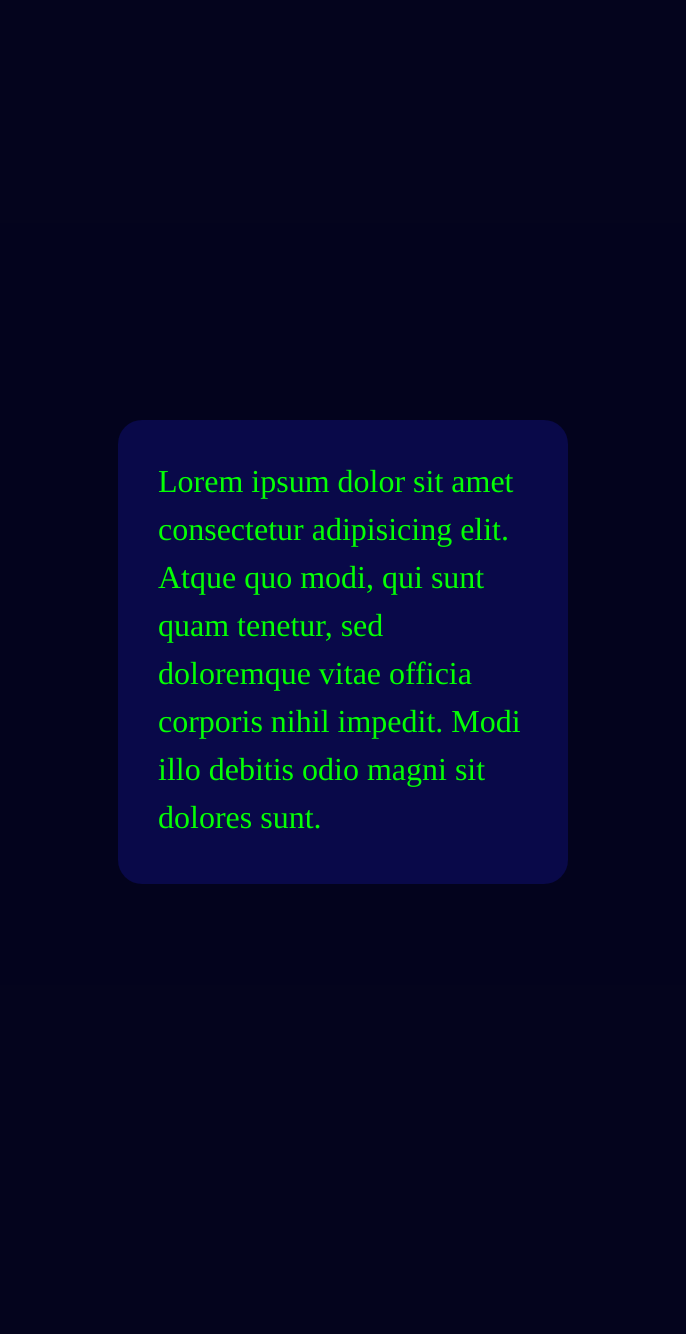 Lorem ipsum dolor sit amet
consectetur adipisicing elit.
Atque quo modi, qui sunt
quam tenetur, sed
doloremque vitae officia
corporis nihil impedit. Modi
illo debitis odio magni sit
dolores sunt.